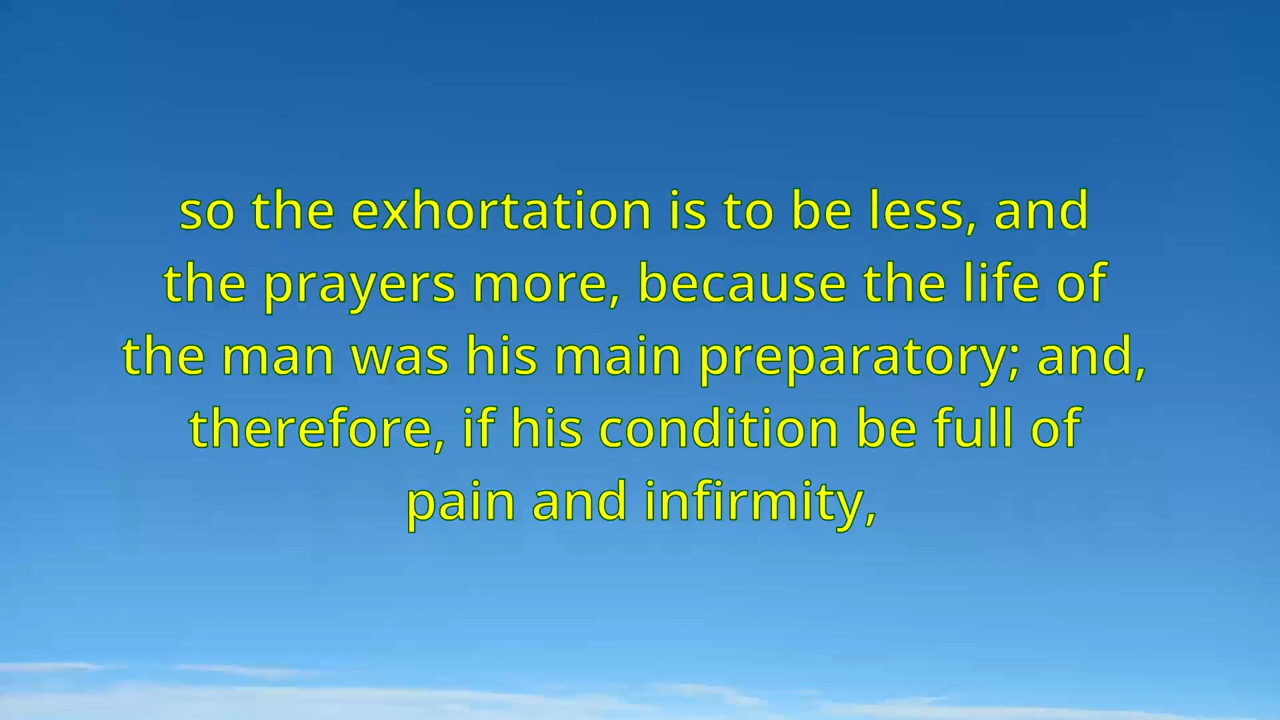 so the exhortation is to be less, and
the prayers more, because the life of
the man was his main preparatory; and,
therefore, if his condition be full of
pain and infirmity,